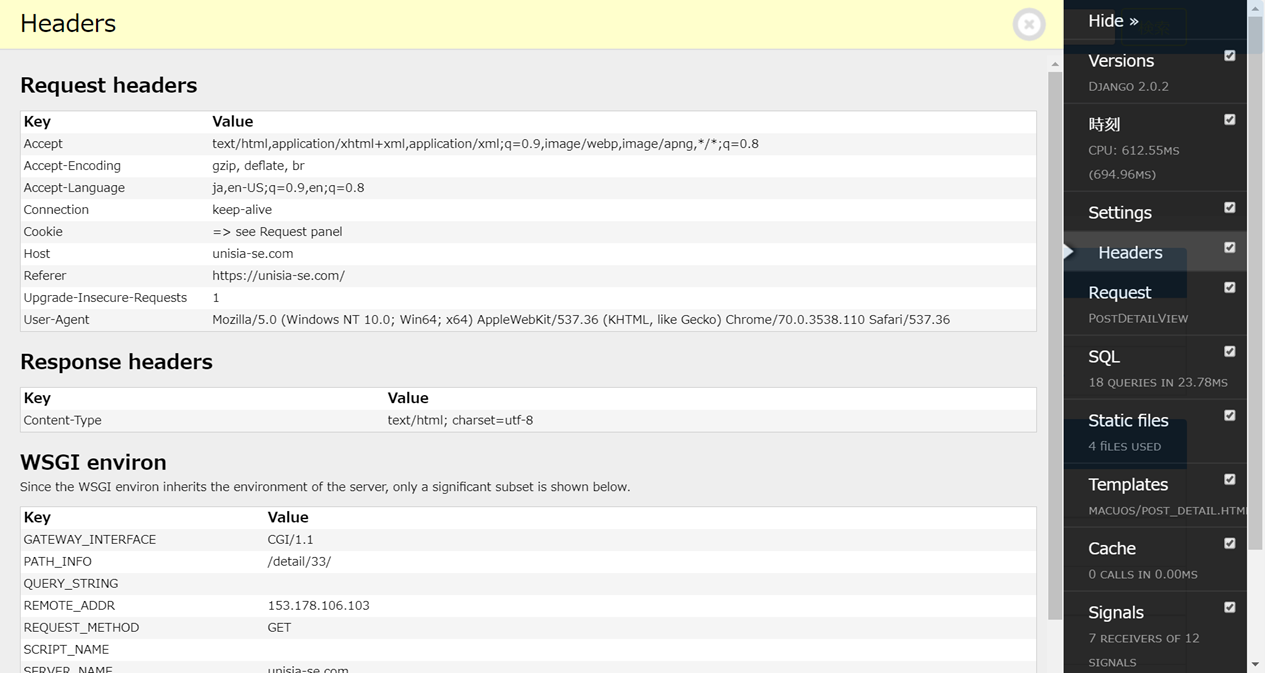 Headers
Request headers
Key Value
Accept text/html,application/xhtml+xml,application/xml;q=0.9,image/webp,image/apng,*/*;q=0.8
Accept-Encoding gzip, deflate, br
Accept-Language ja,en-US;q=0.9,en;q=0.8
Connection keep-alive
Cookie => see Request panel
Host unisia-se.com
Referer https://unisia-se.com/
Upgrade-Insecure-Requests 1
User-Agent Mozilla/5.0 (Windows NT 10.0; Win64; x64) AppleWebKit/537.36 (KHTML, like Gecko) Chrome/70.0.3538.110 Safari/537.36
Response headers
Key Value
Content-Type text/html; charset=utf-8
WSGI environ
Since the WSGI environ inherits the environment of the server, only a significant subset is shown below.
Key Value
GATEWAY_INTERFACE CGI/1.1
PATH_INFO /detail/33/
QUERY_STRING
REMOTE_ADDR 153.178.106.103
REQUEST_METHOD GET
SCRIPT_NAME
SERVER_NAME unisia-se.com
Hide »
Versions
DJANGO 2.0.2
時刻
CPU: 612.55MS
(694.96MS)
Settings
Headers
Request
POSTDETAILVIEW
SQL
18 QUERIES IN 23.78MS
Static files
4 FILES USED
Templates
MACUOS/POST_DETAIL.HTM
Cache
0 CALLS IN 0.00MS
Signals
7 RECEIVERS OF 12
SIGNALS